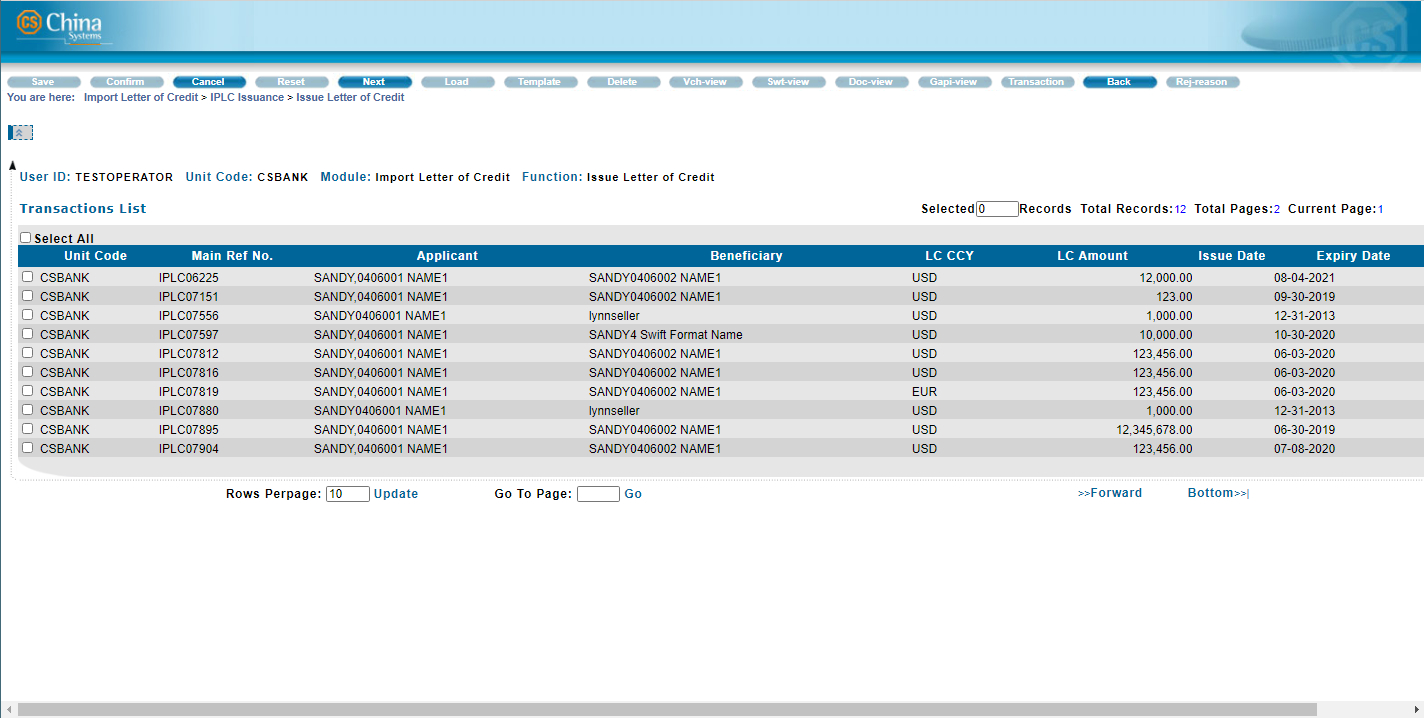 CS China Systems
Save Confirm Cancel Reset Next Load Template Delete Vch-view Swt-view Doc-view Gapi-view Transaction Back Rej-reason
You are here: Import Letter of Credit > IPLC Issuance > Issue Letter of Credit
User ID: TESTOPERATOR Unit Code: CSBANK Module: Import Letter of Credit Function: Issue Letter of Credit
Transactions List Selected 0 Records Total Records:12 Total Pages:2 Current Page:1
Select All
Unit Code Main Ref No. Applicant Beneficiary LC CCY LC Amount Issue Date Expiry Date
CSBANK IPLC06225 SANDY,0406001 NAME1 SANDY0406002 NAME1 USD 12,000.00 08-04-2021
CSBANK IPLC07151 SANDY,0406001 NAME1 SANDY0406002 NAME1 USD 123.00 09-30-2019
CSBANK IPLC07556 SANDY0406001 NAME1 lynnseller USD 1,000.00 12-31-2013
CSBANK IPLC07597 SANDY,0406001 NAME1 SANDY4 Swift Format Name USD 10,000.00 10-30-2020
CSBANK IPLC07812 SANDY,0406001 NAME1 SANDY0406002 NAME1 USD 123,456.00 06-03-2020
CSBANK IPLC07816 SANDY,0406001 NAME1 SANDY0406002 NAME1 USD 123,456.00 06-03-2020
CSBANK IPLC07819 SANDY,0406001 NAME1 SANDY0406002 NAME1 EUR 123,456.00 06-03-2020
CSBANK IPLC07880 SANDY0406001 NAME1 lynnseller USD 1,000.00 12-31-2013
CSBANK IPLC07895 SANDY,0406001 NAME1 SANDY0406002 NAME1 USD 12,345,678.00 06-30-2019
CSBANK IPLC07904 SANDY,0406001 NAME1 SANDY0406002 NAME1 USD 123,456.00 07-08-2020
Rows Perpage: 10 Update Go To Page: Go >>Forward Bottom>>|